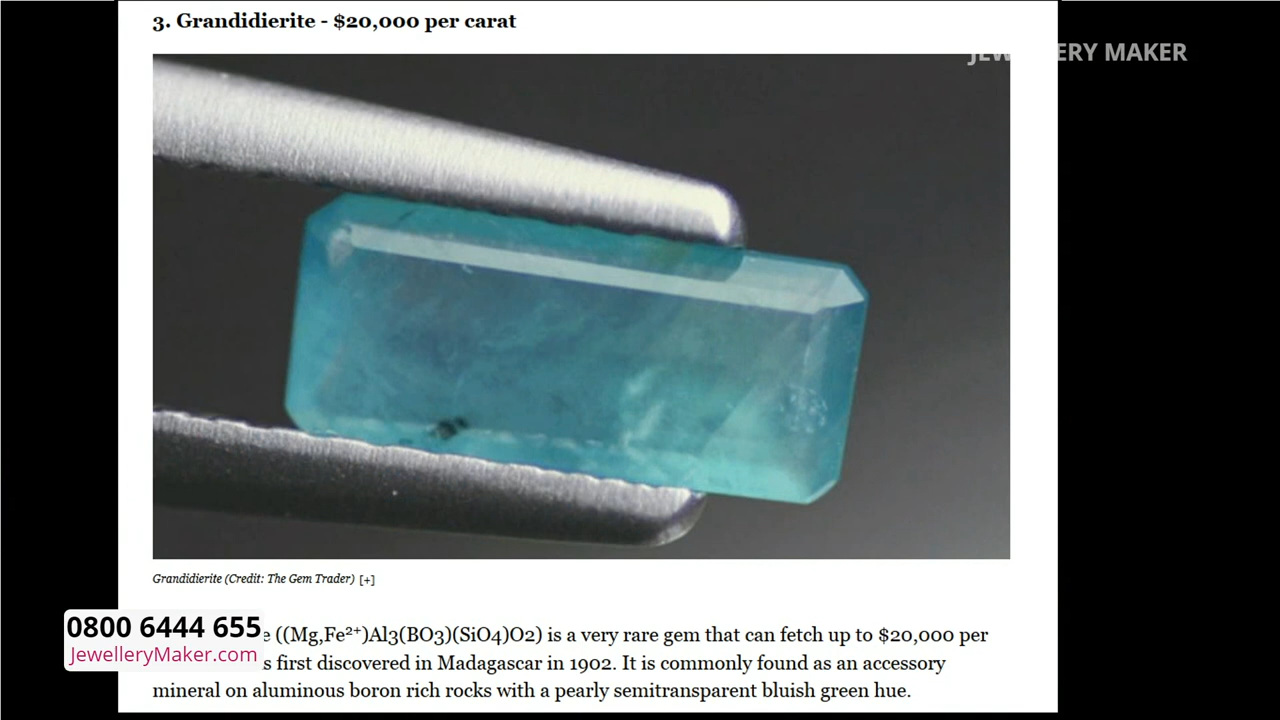 3. Grandidierite - $20,000 per carat
JEWELLERY MAKER
Grandidierite (Credit: The Gem Trader) [+]
0800 6444 655
JewelleryMaker.com
e ((Mg,Fe²⁺)Al3(BO3)(SiO4)O2) is a very rare gem that can fetch up to $20,000 per
s first discovered in Madagascar in 1902. It is commonly found as an accessory
mineral on aluminous boron rich rocks with a pearly semitransparent bluish green hue.